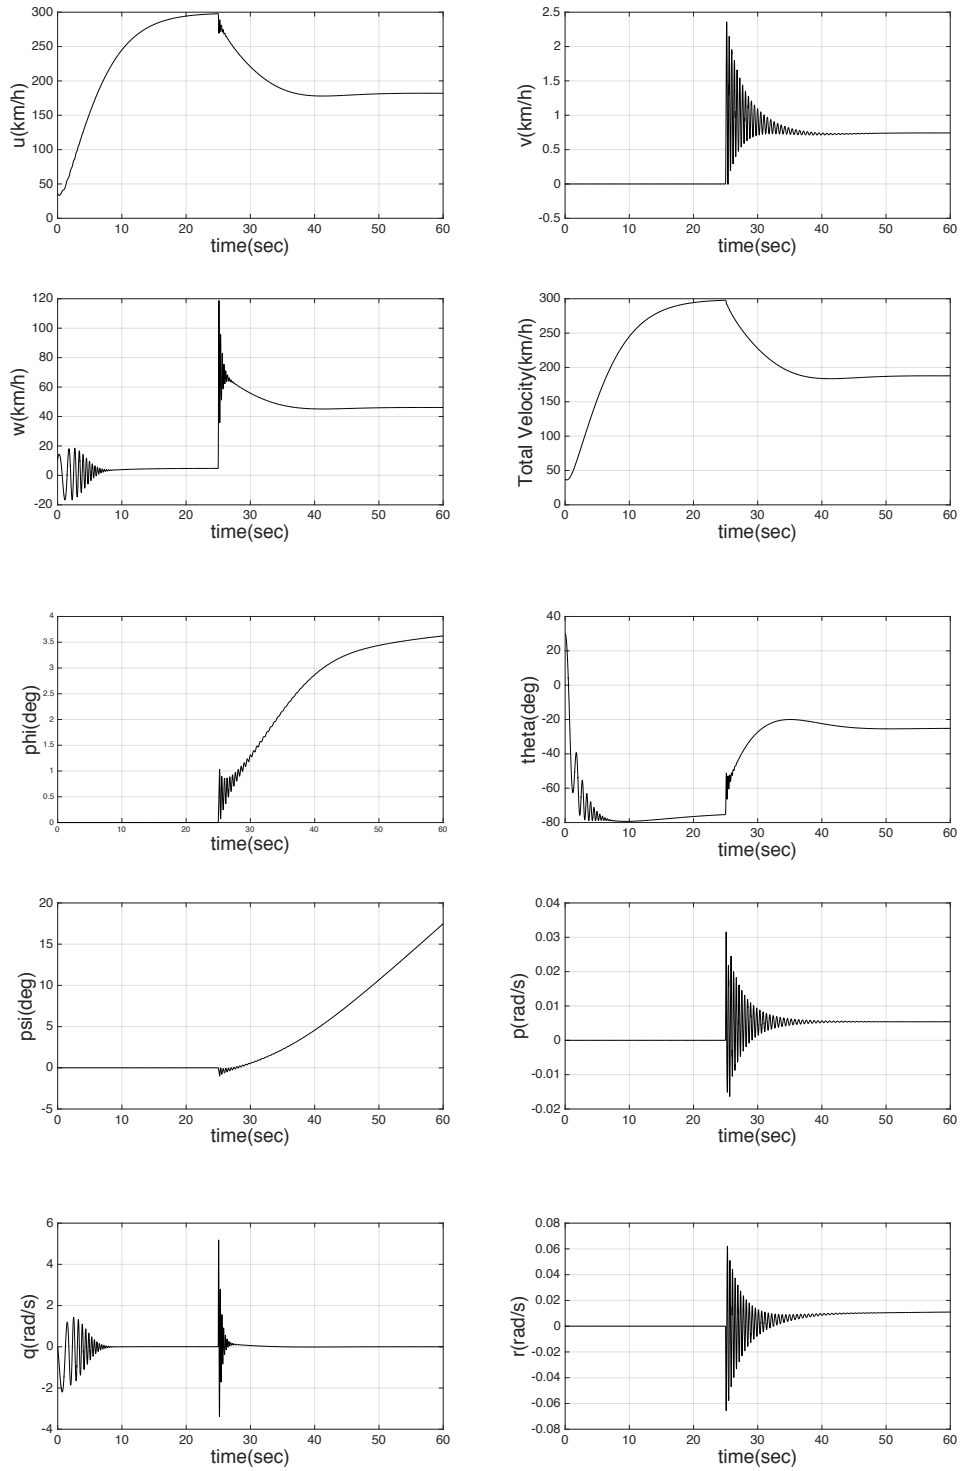 u(km/h)
300
250
200
150
100
50
0
0 10 20 30 40 50 60
time(sec)
v(km/h)
2.5
2
1.5
1
0.5
0
-0.5
0 10 20 30 40 50 60
time(sec)
w(km/h)
120
100
80
60
40
20
0
-20
0 10 20 30 40 50 60
time(sec)
Total Velocity(km/h)
300
250
200
150
100
50
0
0 10 20 30 40 50 60
time(sec)
phi(deg)
4
3.5
3
2.5
2
1.5
1
0.5
0
0 10 20 30 40 50 60
time(sec)
theta(deg)
40
20
0
-20
-40
-60
-80
0 10 20 30 40 50 60
time(sec)
psi(deg)
20
15
10
5
0
-5
0 10 20 30 40 50 60
time(sec)
p(rad/s)
0.04
0.03
0.02
0.01
0
-0.01
-0.02
0 10 20 30 40 50 60
time(sec)
q(rad/s)
6
4
2
0
-2
-4
0 10 20 30 40 50 60
time(sec)
r(rad/s)
0.08
0.06
0.04
0.02
0
-0.02
-0.04
-0.06
-0.08
0 10 20 30 40 50 60
time(sec)